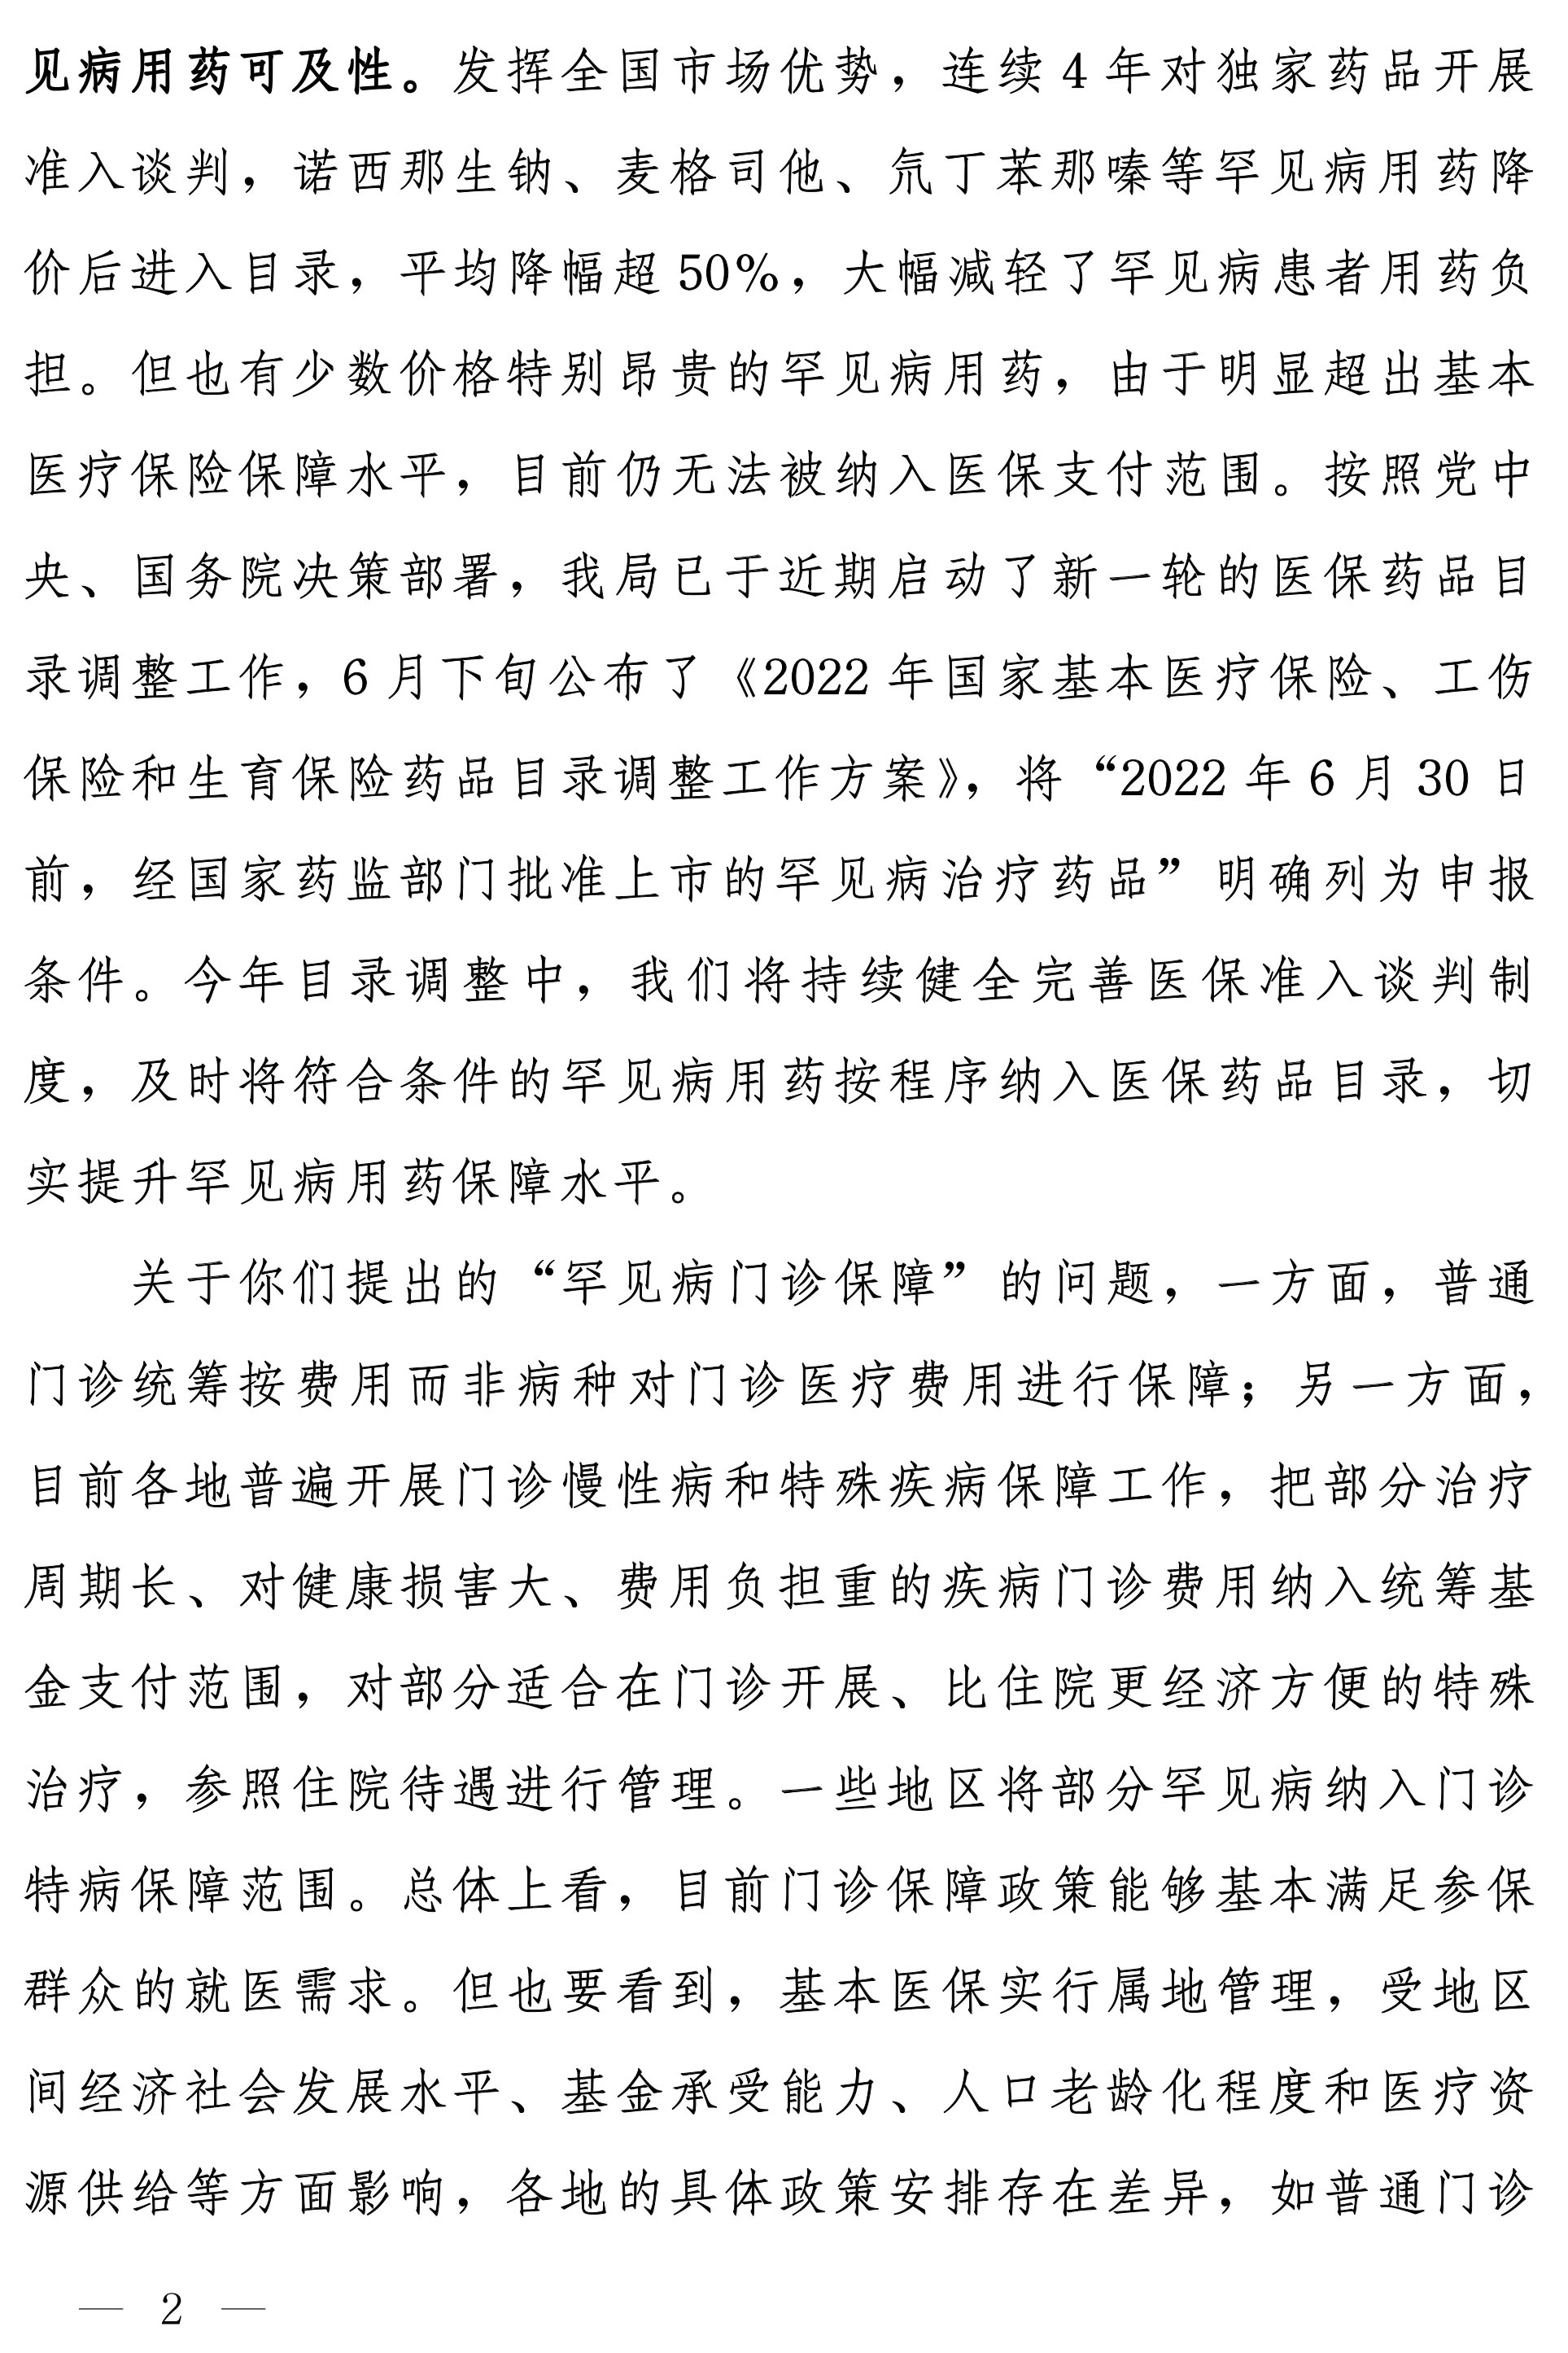 见病用药可及性。发挥全国市场优势，连续4年对独家药品开展
准入谈判，诺西那生钠、麦格司他、氘丁苯那嗪等罕见病用药降
价后进入目录，平均降幅超50%，大幅减轻了罕见病患者用药负
担。但也有少数价格特别昂贵的罕见病用药，由于明显超出基本
医疗保险保障水平，目前仍无法被纳入医保支付范围。按照党中
央、国务院决策部署，我局已于近期启动了新一轮的医保药品目
录调整工作，6月下旬公布了《2022年国家基本医疗保险、工伤
保险和生育保险药品目录调整工作方案》，将“2022年6月30日
前，经国家药监部门批准上市的罕见病治疗药品”明确列为申报
条件。今年目录调整中，我们将持续健全完善医保准入谈判制
度，及时将符合条件的罕见病用药按程序纳入医保药品目录，切
实提升罕见病用药保障水平。
关于你们提出的“罕见病门诊保障”的问题，一方面，普通
门诊统筹按费用而非病种对门诊医疗费用进行保障；另一方面，
目前各地普遍开展门诊慢性病和特殊疾病保障工作，把部分治疗
周期长、对健康损害大、费用负担重的疾病门诊费用纳入统筹基
金支付范围，对部分适合在门诊开展、比住院更经济方便的特殊
治疗，参照住院待遇进行管理。一些地区将部分罕见病纳入门诊
特病保障范围。总体上看，目前门诊保障政策能够基本满足参保
群众的就医需求。但也要看到，基本医保实行属地管理，受地区
间经济社会发展水平、基金承受能力、人口老龄化程度和医疗资
源供给等方面影响，各地的具体政策安排存在差异，如普通门诊
— 2 —